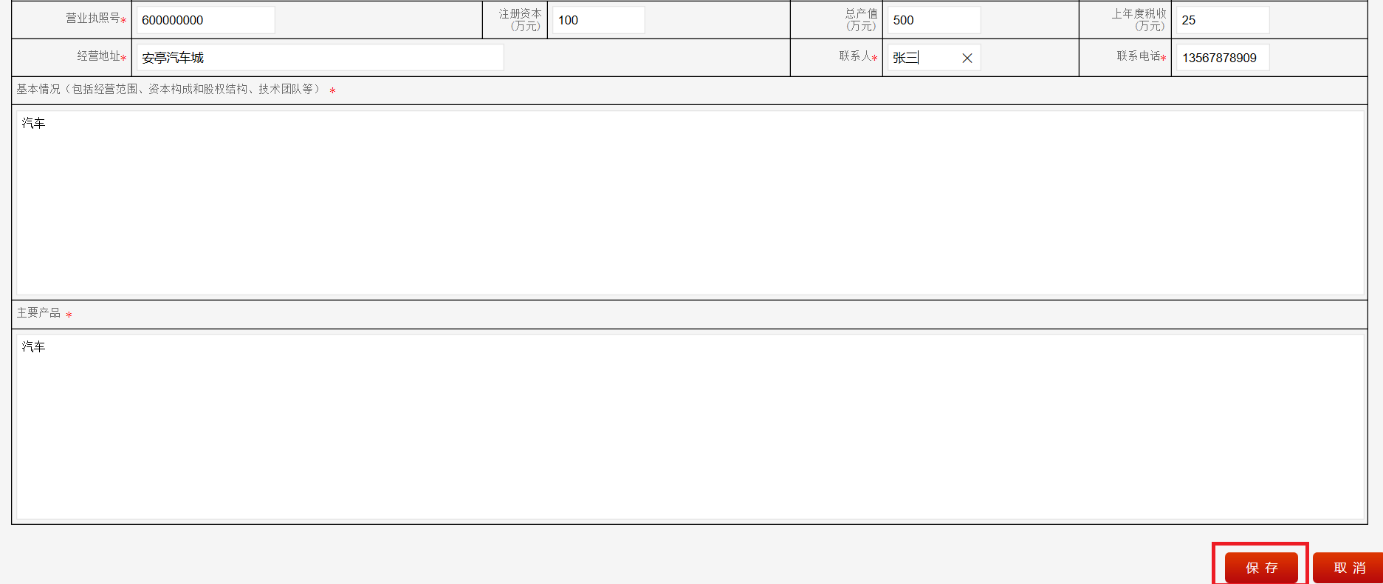 营业执照号* 600000000 注册资本 100 总产值 500 上年度税收 25
(万元) (万元) (万元)
经营地址* 安亭汽车城 联系人* 张三 联系电话* 13567878909
基本情况（包括经营范围、资本构成和股权结构、技术团队等） *
汽车
主要产品 *
汽车
保 存 取 消